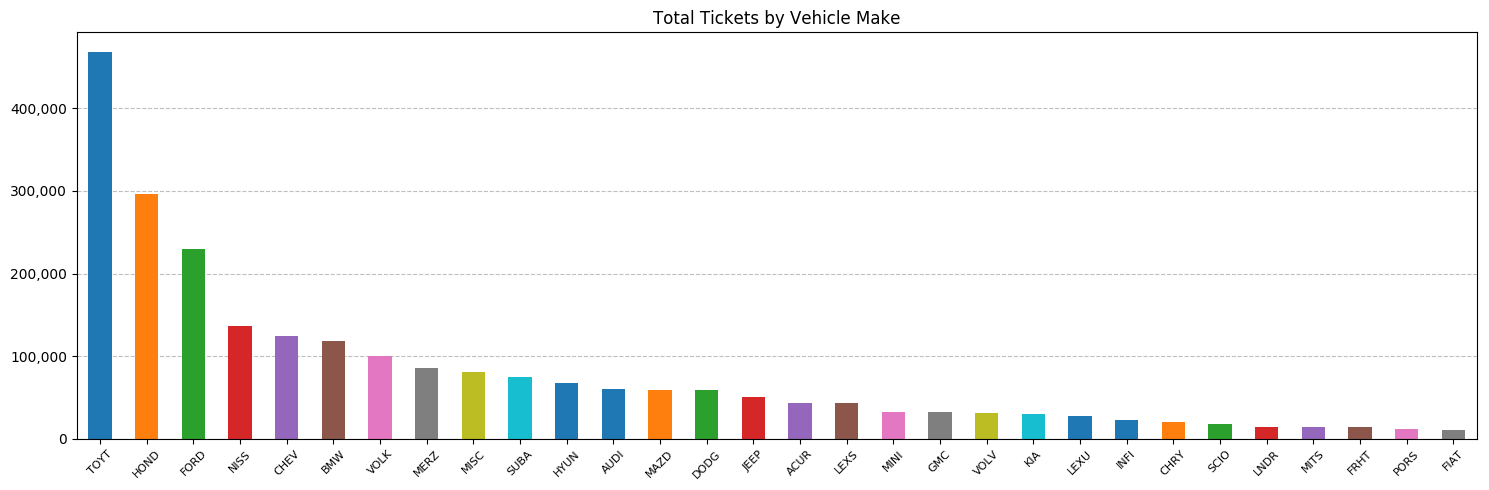 Total Tickets by Vehicle Make
400,000
300,000
200,000
100,000
0
TOYT HOND FORD NISS CHEV BMW VOLK MERZ MISC SUBA HYUN AUDI MAZD DODG JEEP ACUR LEXS MINI GMC VOLV KIA LEXU INFI CHRY SCIO LNDR MITS FRHT PORS FIAT